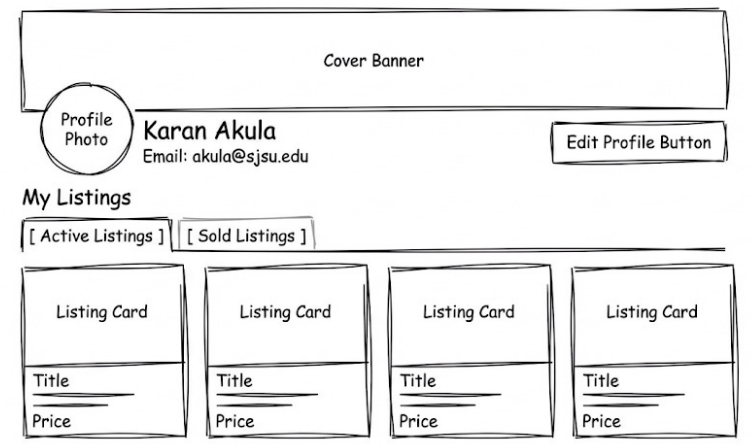 Cover Banner
Profile
Photo
Karan Akula
Email: akula@sjsu.edu
Edit Profile Button
My Listings
[ Active Listings ] [ Sold Listings ]
Listing Card Listing Card Listing Card Listing Card
Title Title Title Title
Price Price Price Price